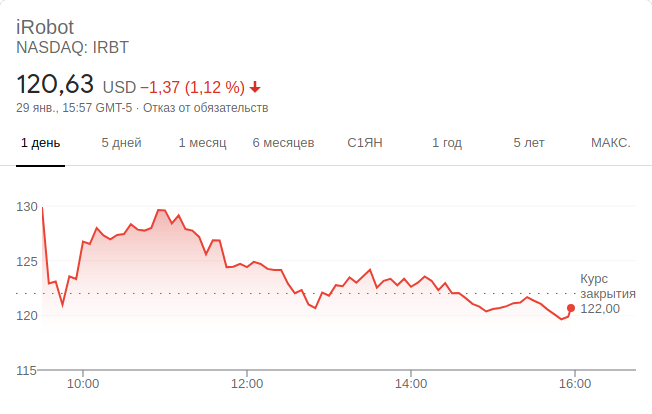 iRobot
NASDAQ: IRBT
120,63 USD −1,37 (1,12 %)
29 янв., 15:57 GMT-5 · Отказ от обязательств
1 день 5 дней 1 месяц 6 месяцев С1ЯН 1 год 5 лет МАКС.
130
125
Курс
закрытия
122,00
120
115
10:00 12:00 14:00 16:00